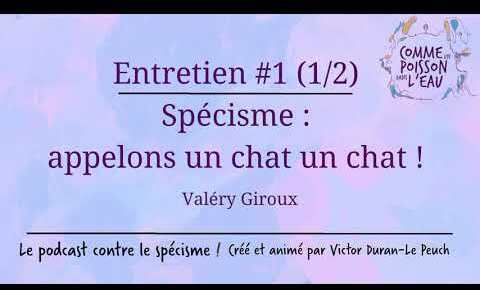 COMME UN
POISSON
DANS L'EAU
Entretien #1 (1/2)
Spécisme :
appelons un chat un chat !
Valéry Giroux
Le podcast contre le spécisme ! Créé et animé par Victor Duran-Le Peuch